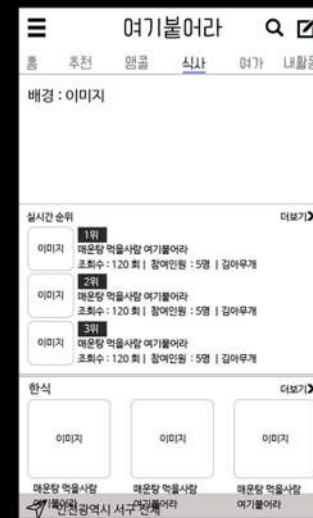 여기붙어라
홈 추천 앵콜 식사 여가 내활동
배경 : 이미지
실시간 순위 더보기
이미지
1위
매운탕 먹을사람 여기붙어라
조회수 : 120 회 | 참여인원 : 5명 | 김아무개
이미지
2위
매운탕 먹을사람 여기붙어라
조회수 : 120 회 | 참여인원 : 5명 | 김아무개
이미지
3위
매운탕 먹을사람 여기붙어라
조회수 : 120 회 | 참여인원 : 5명 | 김아무개
한식 더보기
이미지 이미지 이미지
매운탕 먹을사람 매운탕 먹을사람 매운탕 먹을사람
여기붙어라 여기붙어라 여기붙어라
인천광역시 서구 전체